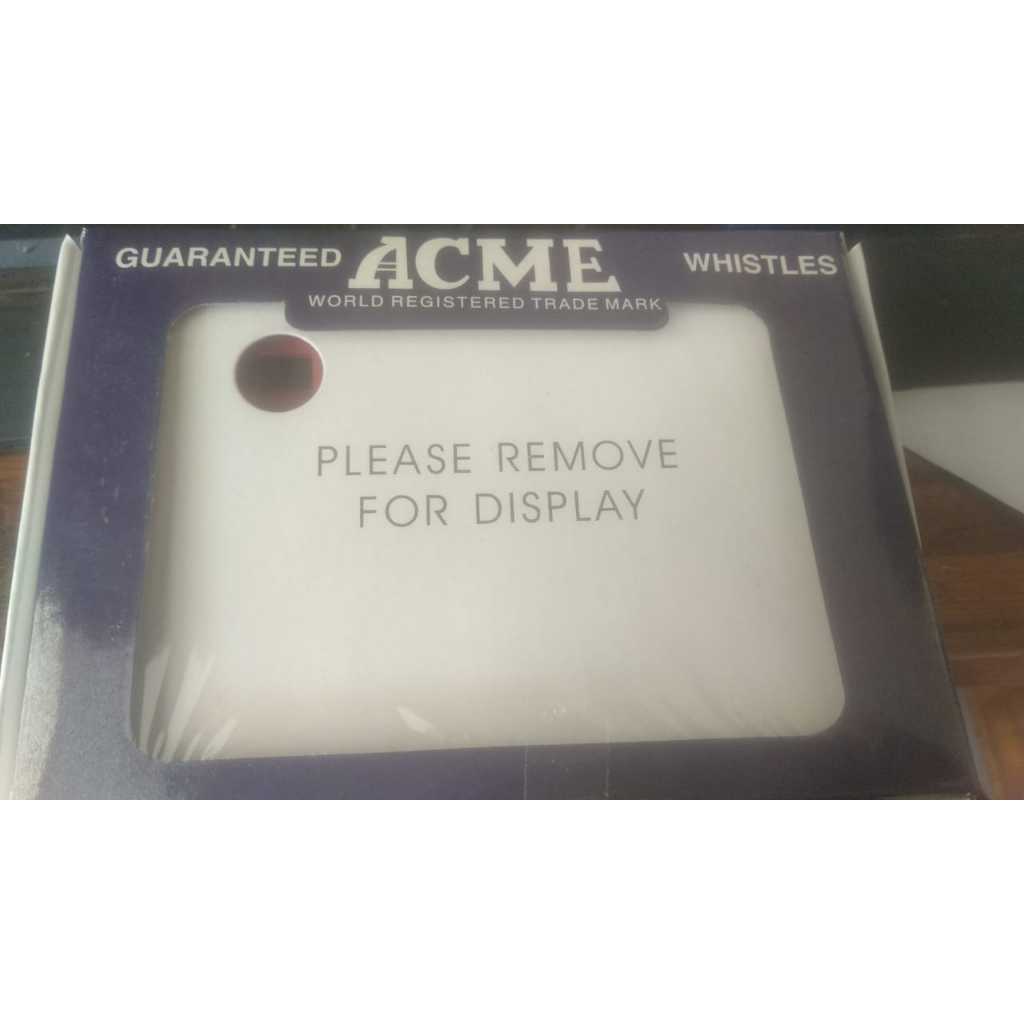 GUARANTEED ACME WHISTLES
WORLD REGISTERED TRADE MARK
PLEASE REMOVE
FOR DISPLAY